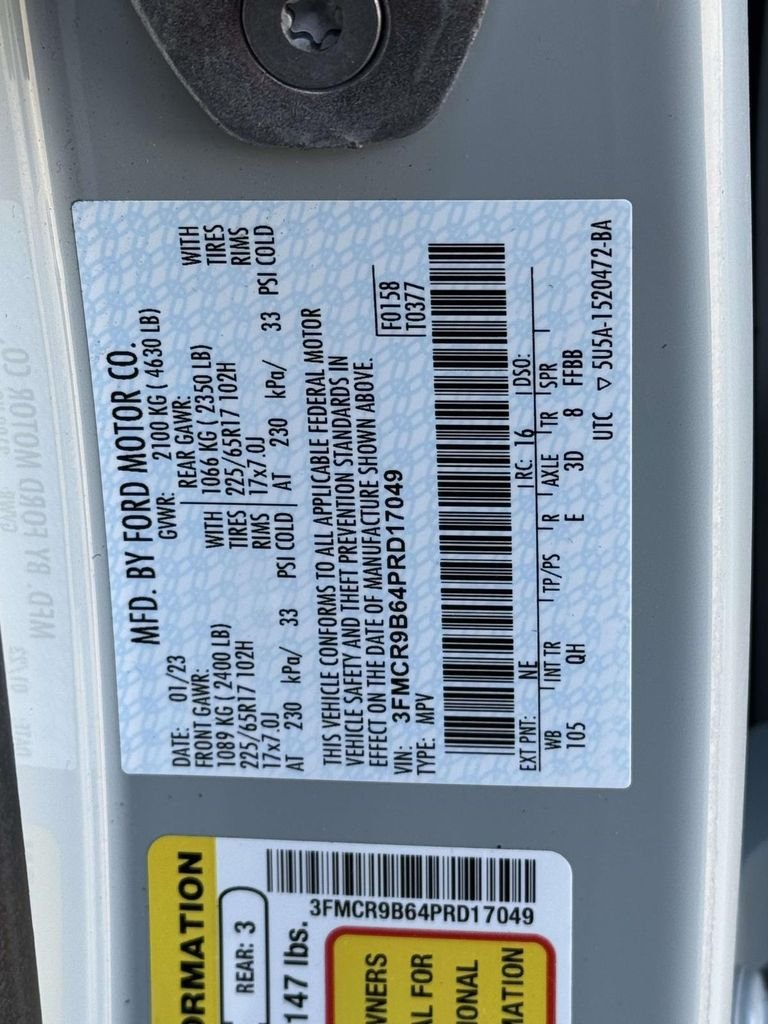 MFD. BY FORD MOTOR CO.
DATE: 01/23
GVWR: 2100 KG ( 4630 LB)
FRONT GAWR:
REAR GAWR:
1089 KG ( 2400 LB)
WITH
1066 KG ( 2350 LB)
WITH
225/65R17 102H
TIRES
225/65R17 102H
TIRES
17x7.0J
RIMS
17x7.0J
RIMS
AT 230 kPa/ 33 PSI COLD
AT 230 kPa/ 33 PSI COLD
THIS VEHICLE CONFORMS TO ALL APPLICABLE FEDERAL MOTOR
VEHICLE SAFETY AND THEFT PREVENTION STANDARDS IN
EFFECT ON THE DATE OF MANUFACTURE SHOWN ABOVE.
VIN: 3FMCR9B64PRD17049
TYPE: MPV
F0158
T0377
EXT PNT: NE
RC: 16
DSO:
WB
INT TR
TP/PS
R
AXLE
TR
SPR
105
QH
E
3D
8
FFBB
UTC ▽ 5U5A-1520472-BA
RMATION
REAR: 3
147 lbs.
3FMCR9B64PRD17049
WNERS
AL FOR
IONAL
MATION